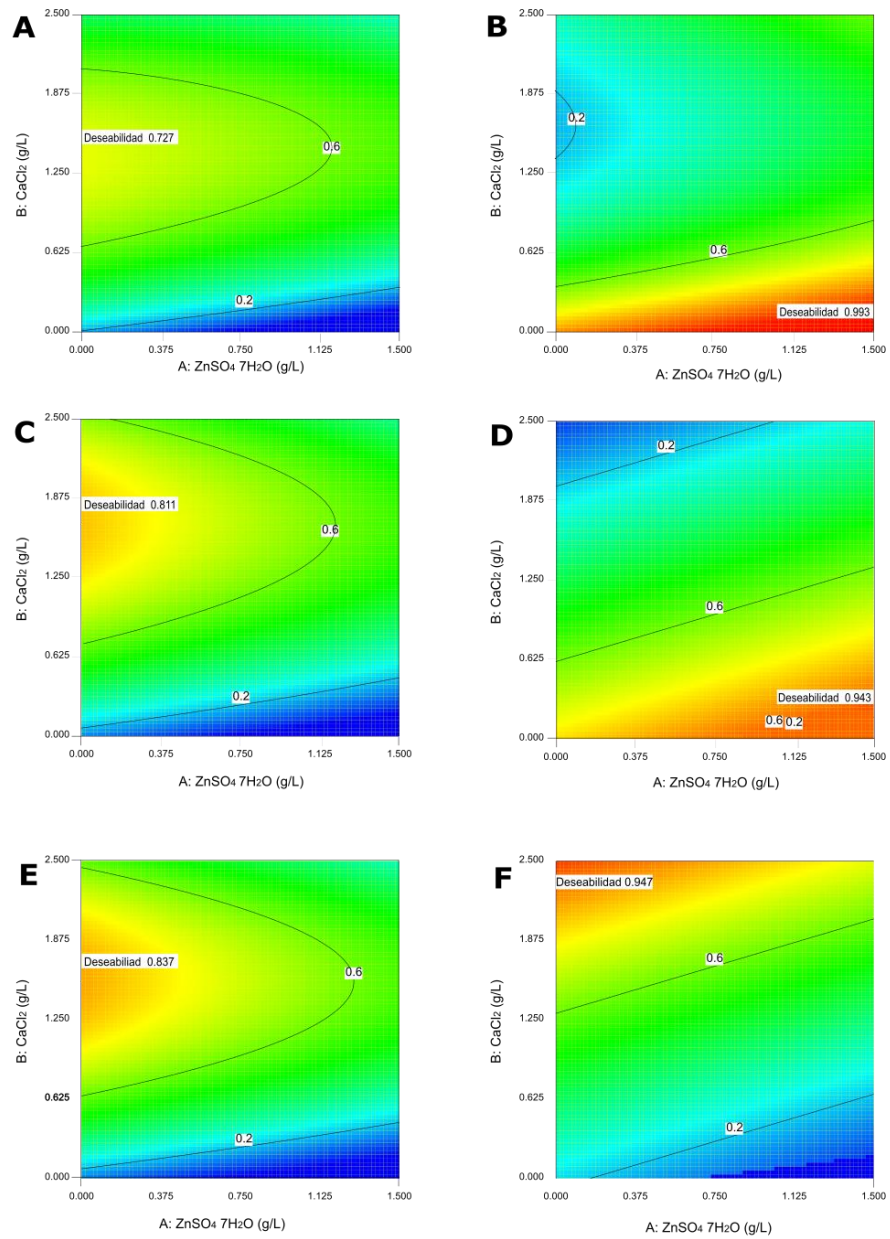 A
2.500
1.875
1.250
0.625
0.000
B: CaCl2 (g/L)
Deseabilidad 0.727
0.6
0.2
0.000 0.375 0.750 1.125 1.500
A: ZnSO4 7H2O (g/L)
B
2.500
1.875
1.250
0.625
0.000
B: CaCl2 (g/L)
0.2
0.6
Deseabilidad 0.993
0.000 0.375 0.750 1.125 1.500
A: ZnSO4 7H2O (g/L)
C
2.500
1.875
1.250
0.625
0.000
B: CaCl2 (g/L)
Deseabilidad 0.811
0.6
0.2
0.000 0.375 0.750 1.125 1.500
A: ZnSO4 7H2O (g/L)
D
2.500
1.875
1.250
0.625
0.000
B: CaCl2 (g/L)
0.2
0.6
Deseabilidad 0.943
0.6 0.2
0.000 0.375 0.750 1.125 1.500
A: ZnSO4 7H2O (g/L)
E
2.500
1.875
1.250
0.625
0.000
B: CaCl2 (g/L)
Deseabiliad 0.837
0.6
0.2
0.000 0.375 0.750 1.125 1.500
A: ZnSO4 7H2O (g/L)
F
2.500
1.875
1.250
0.625
0.000
B: CaCl2 (g/L)
Deseabilidad 0.947
0.6
0.2
0.000 0.375 0.750 1.125 1.500
A: ZnSO4 7H2O (g/L)